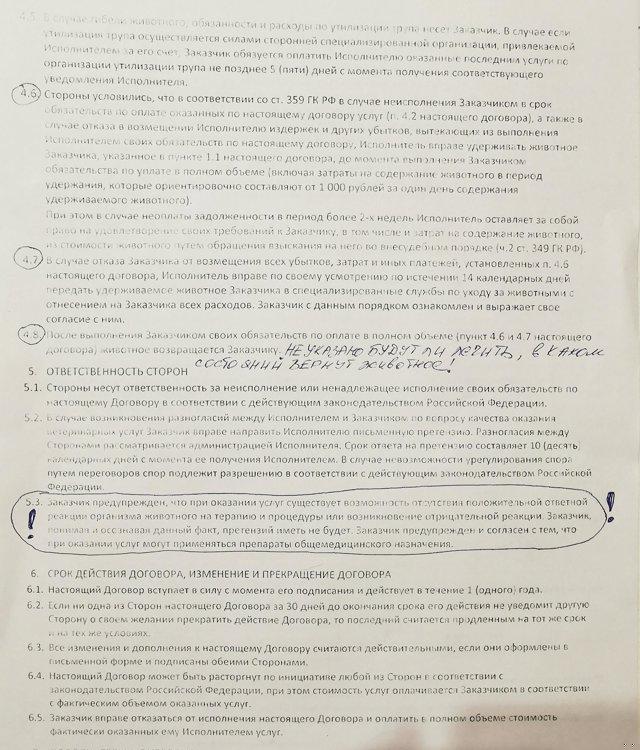 4.5. В случае гибели животного, обязанности и расходы по утилизации трупа несет Заказчик. В случае если
утилизация трупа осуществляется силами сторонней специализированной организации, привлекаемой
Исполнителем за его счет, Заказчик обязуется оплатить Исполнителю оказанные последним услуги по
организации утилизации трупа не позднее 5 (пяти) дней с момента получения соответствующего
уведомления Исполнителя.
4.6. Стороны условились, что в соответствии со ст. 359 ГК РФ в случае неисполнения Заказчиком в срок
обязательств по оплате оказанных по настоящему договору услуг (п. 4.2 настоящего договора), а также в
случае отказа в возмещении Исполнителю издержек и других убытков, вытекающих из выполнения
Исполнителем своих обязательств по настоящему договору, Исполнитель вправе удерживать животное
Заказчика, указанное в пункте 1.1 настоящего договора, до момента выполнения Заказчиком
обязательства по уплате в полном объеме (включая затраты на содержание животного в период
удержания, которые ориентировочно составляют от 1 000 рублей за один день содержания
удерживаемого животного).
При этом в случае неоплаты задолженности в период более 2-х недель Исполнитель оставляет за собой
право на удовлетворение своих требований к Заказчику, в том числе и затрат на содержание животного,
из стоимости животного путем обращения взыскания на него во внесудебном порядке (ч.2 ст. 349 ГК РФ).
4.7. В случае отказа Заказчика от возмещения всех убытков, затрат и иных платежей, установленных п. 4.6
настоящего договора, Исполнитель вправе по своему усмотрению по истечении 14 календарных дней
передать удерживаемое животное Заказчика в специализированные службы по уходу за животными с
отнесением на Заказчика всех расходов. Заказчик с данным порядком ознакомлен и выражает свое
согласие с ним.
4.8. После выполнения Заказчиком своих обязательств по оплате в полном объеме (пункт 4.6 и 4.7 настоящего
договора) животное возвращается Заказчику. НЕ УКАЗАНО БУДУТ ЛИ ЛЕЧИТЬ, В КАКОМ
СОСТОЯНИИ ВЕРНУТ ЖИВОТНОЕ!
5. ОТВЕТСТВЕННОСТЬ СТОРОН
5.1. Стороны несут ответственность за неисполнение или ненадлежащее исполнение своих обязательств по
настоящему Договору в соответствии с действующим законодательством Российской Федерации.
5.2. В случае возникновения разногласий между Исполнителем и Заказчиком по вопросу качества оказания
ветеринарных услуг Заказчик вправе направить Исполнителю письменную претензию. Разногласия между
Сторонами рассматривается администрацией Исполнителя. Срок ответа на претензию составляет 10 (десять)
календарных дней с момента ее получения Исполнителем. В случае невозможности урегулирования спора
путем переговоров спор подлежит разрешению в соответствии с действующим законодательством Российской
Федерации.
5.3. Заказчик предупрежден, что при оказании услуг существует возможность отсутствия положительной ответной
реакции организма животного на терапию и процедуры или возникновение отрицательной реакции. Заказчик,
! понимая и осознавая данный факт, претензий иметь не будет. Заказчик предупрежден и согласен с тем, что !
при оказании услуг могут применяться препараты общемедицинского назначения.
6. СРОК ДЕЙСТВИЯ ДОГОВОРА, ИЗМЕНЕНИЕ И ПРЕКРАЩЕНИЕ ДОГОВОРА
6.1. Настоящий Договор вступает в силу с момента его подписания и действует в течение 1 (одного) года.
6.2. Если ни одна из Сторон настоящего Договора за 30 дней до окончания срока его действия не уведомит другую
Сторону о своем желании прекратить действие Договора, то последний считается продленным на тот же срок
и на тех же условиях.
6.3. Все изменения и дополнения к настоящему Договору считаются действительными, если они оформлены в
письменной форме и подписаны обеими Сторонами.
6.4. Настоящий Договор может быть расторгнут по инициативе любой из Сторон в соответствии с
законодательством Российской Федерации, при этом стоимость услуг оплачивается Заказчиком в соответствии
с фактическим объемом оказанных услуг.
6.5. Заказчик вправе отказаться от исполнения настоящего Договора и оплатить в полном объеме стоимость
фактически оказанных ему Исполнителем услуг.